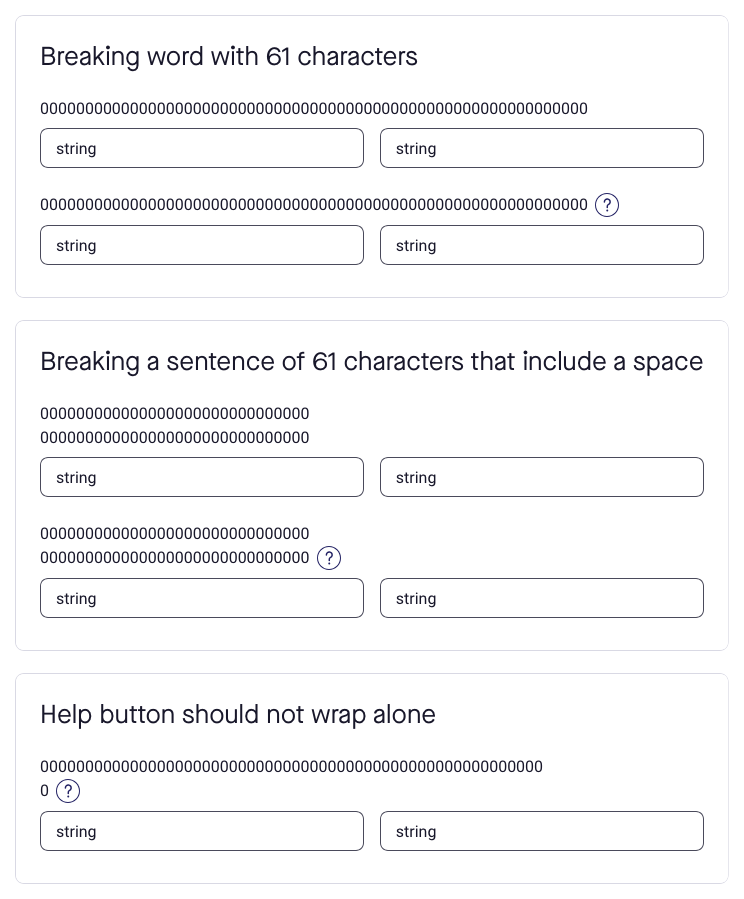 Breaking word with 61 characters
0000000000000000000000000000000000000000000000000000000000000
string string
0000000000000000000000000000000000000000000000000000000000000 ?
string string
Breaking a sentence of 61 characters that include a space
000000000000000000000000000000
000000000000000000000000000000
string string
000000000000000000000000000000
000000000000000000000000000000 ?
string string
Help button should not wrap alone
00000000000000000000000000000000000000000000000000000000
0 ?
string string